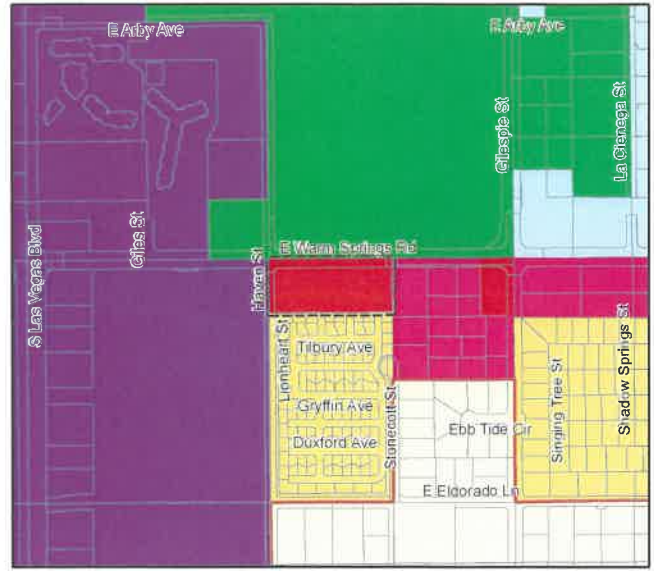 E Arby Ave
E Arby Ave
S Las Vegas Blvd
Giles St
Haven St
Gillespie St
La Cienega St
E Warm Springs Rd
Lionheart St
Tilbury Ave
Gryffin Ave
Duxford Ave
Stonecott St
Ebb Tide Cir
Singing Tree St
Shadow Springs St
E Eldorado Ln